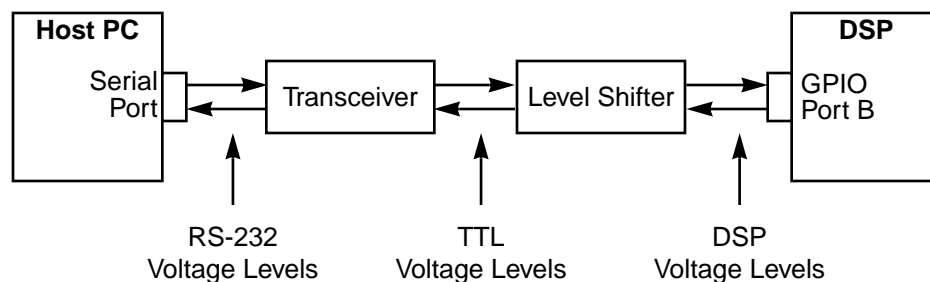 Host PC
DSP
Serial
Port
Transceiver
Level Shifter
GPIO
Port B
RS-232
Voltage Levels
TTL
Voltage Levels
DSP
Voltage Levels